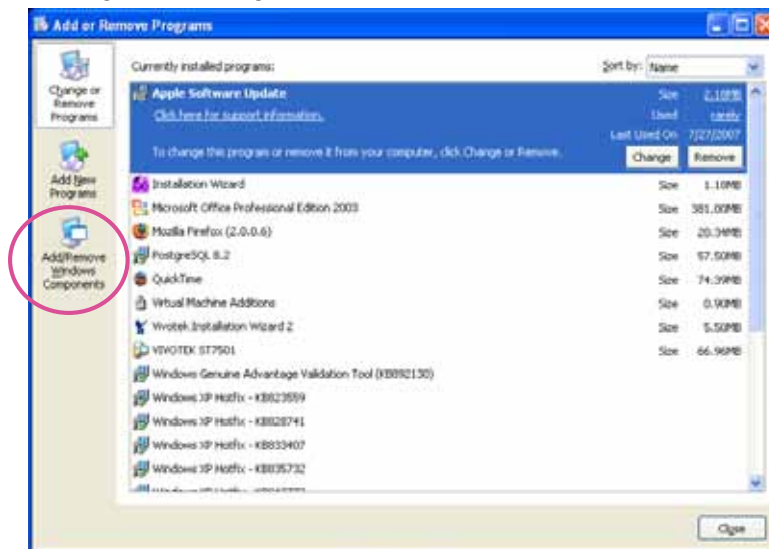 Add or Remove Programs
Change or
Remove
Programs
Add New
Programs
Add/Remove
Windows
Components
Currently installed programs:
Sort by: Name
Apple Software Update
Size 2.18MB
Click here for support information.
Used rarely
Last Used On 7/27/2007
To change this program or remove it from your computer, click Change or Remove.
Change Remove
Installation Wizard Size 1.18MB
Microsoft Office Professional Edition 2003 Size 381.00MB
Mozilla Firefox (2.0.0.6) Size 20.34MB
PostgreSQL 8.2 Size 57.50MB
QuickTime Size 74.39MB
Virtual Machine Additions Size 0.90MB
Vivotek Installation Wizard 2 Size 5.50MB
VIVOTEK ST7501 Size 66.96MB
Windows Genuine Advantage Validation Tool (KB892130)
Windows XP Hotfix - KB823559
Windows XP Hotfix - KB828741
Windows XP Hotfix - KB833407
Windows XP Hotfix - KB835732
Close